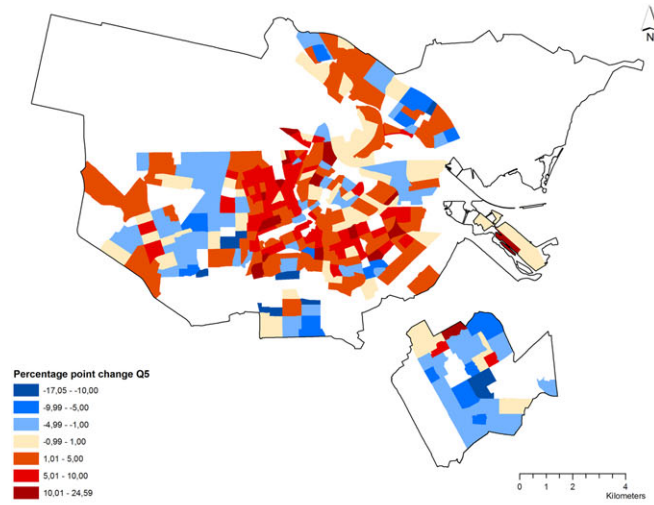 N
Percentage point change Q5
-17,05 - -10,00
-9,99 - -5,00
-4,99 - -1,00
-0,99 - 1,00
1,01 - 5,00
5,01 - 10,00
10,01 - 24,59
0 1 2 4
Kilometers